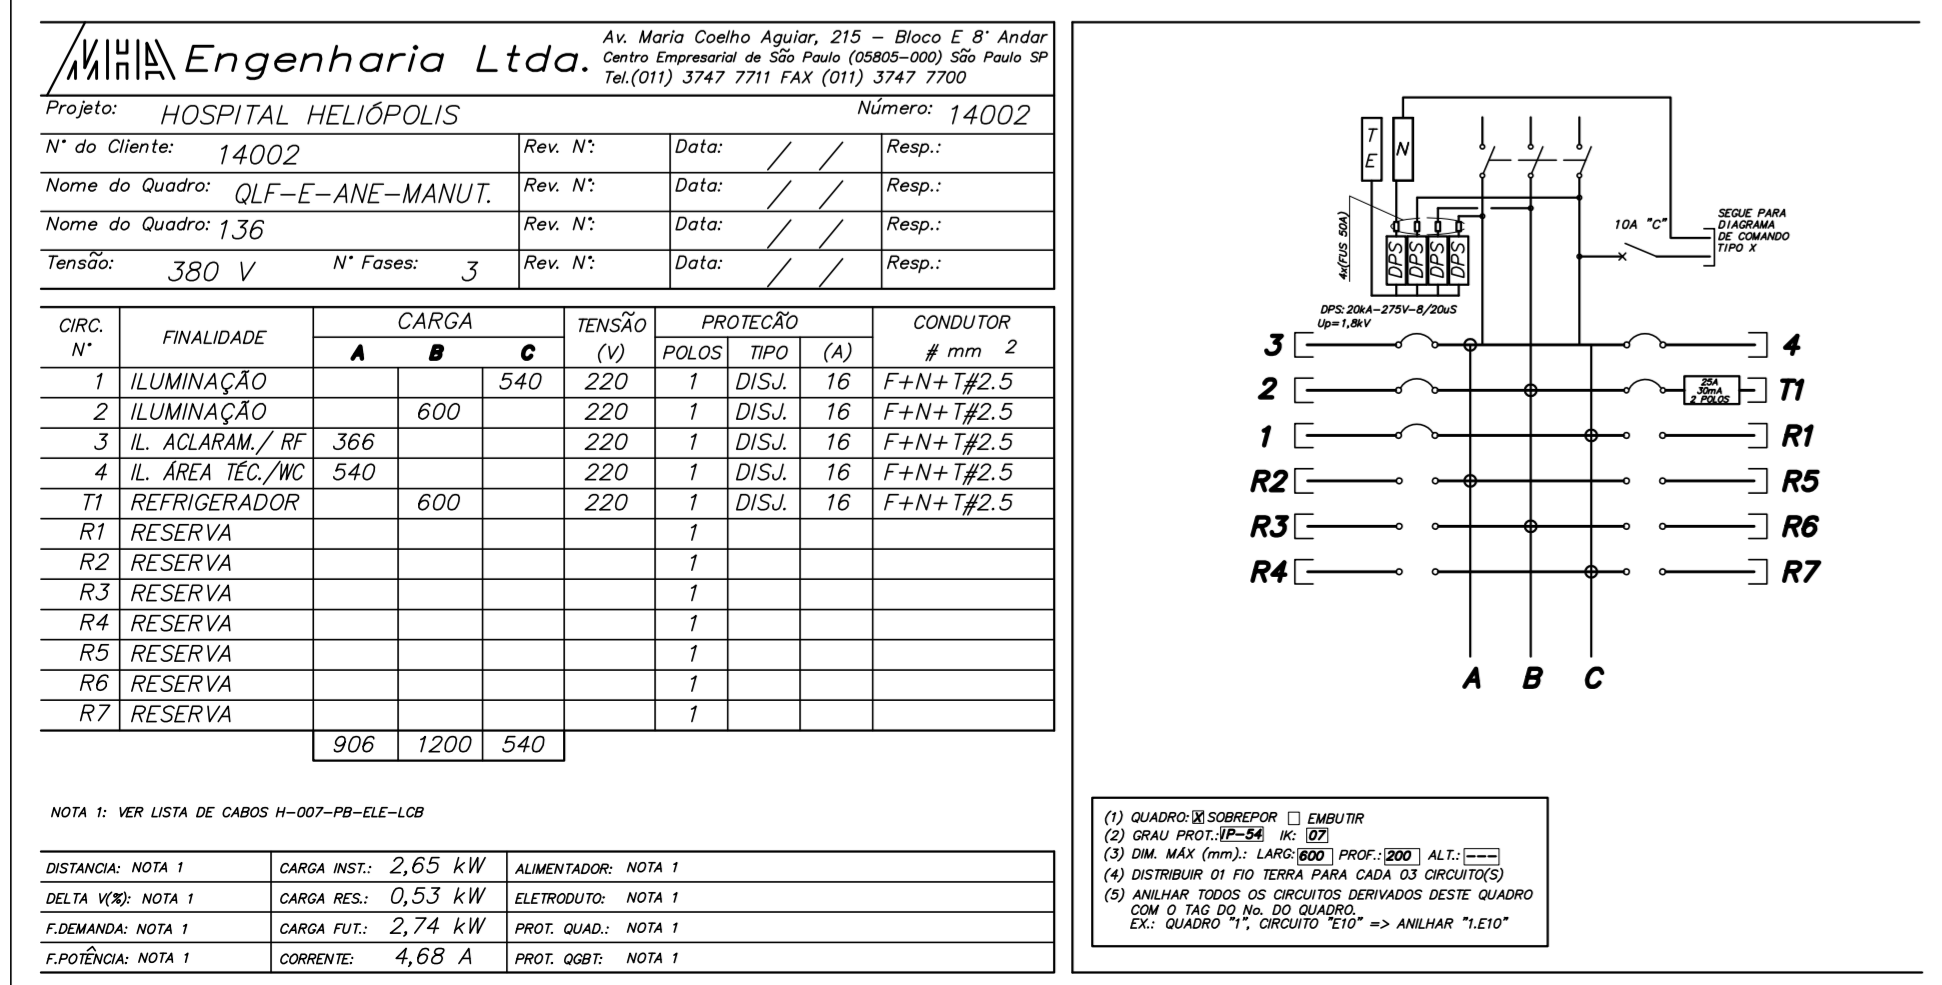 MHA Engenharia Ltda.
Av. Maria Coelho Aguiar, 215 – Bloco E 8° Andar
Centro Empresarial de São Paulo (05805–000) São Paulo SP
Tel.(011) 3747 7711 FAX (011) 3747 7700
Projeto: HOSPITAL HELIÓPOLIS Número: 14002
N° do Cliente: 14002 Rev. N°: Data: / / Resp.:
Nome do Quadro: QLF–E–ANE–MANUT. Rev. N°: Data: / / Resp.:
Nome do Quadro: 136 Rev. N°: Data: / / Resp.:
Tensão: 380 V N° Fases: 3 Rev. N°: Data: / / Resp.:
CIRC. N° FINALIDADE CARGA TENSÃO (V) PROTECÃO CONDUTOR # mm 2
A B C POLOS TIPO (A)
1 ILUMINAÇÃO 540 220 1 DISJ. 16 F+N+T#2.5
2 ILUMINAÇÃO 600 220 1 DISJ. 16 F+N+T#2.5
3 IL. ACLARAM./ RF 366 220 1 DISJ. 16 F+N+T#2.5
4 IL. ÁREA TÉC./WC 540 220 1 DISJ. 16 F+N+T#2.5
T1 REFRIGERADOR 600 220 1 DISJ. 16 F+N+T#2.5
R1 RESERVA 1
R2 RESERVA 1
R3 RESERVA 1
R4 RESERVA 1
R5 RESERVA 1
R6 RESERVA 1
R7 RESERVA 1
906 1200 540
NOTA 1: VER LISTA DE CABOS H–007–PB–ELE–LCB
DISTANCIA: NOTA 1 CARGA INST.: 2,65 kW ALIMENTADOR: NOTA 1
DELTA V(%): NOTA 1 CARGA RES.: 0,53 kW ELETRODUTO: NOTA 1
F.DEMANDA: NOTA 1 CARGA FUT.: 2,74 kW PROT. QUAD.: NOTA 1
F.POTÊNCIA: NOTA 1 CORRENTE: 4,68 A PROT. QGBT: NOTA 1
TE N
4x(FUS 50A)
DPS DPS DPS DPS
10A "C"
SEGUE PARA
DIAGRAMA
DE COMANDO
TIPO X
DPS: 20kA–275V–8/20uS
Up=1,8kV
3 4
2 25A 30mA 2 POLOS T1
1 R1
R2 R5
R3 R6
R4 R7
A B C
(1) QUADRO: X SOBREPOR EMBUTIR
(2) GRAU PROT.: IP–54 IK: 07
(3) DIM. MÁX (mm).: LARG: 600 PROF.: 200 ALT.: –––
(4) DISTRIBUIR 01 FIO TERRA PARA CADA 03 CIRCUITO(S)
(5) ANILHAR TODOS OS CIRCUITOS DERIVADOS DESTE QUADRO
COM O TAG DO No. DO QUADRO.
EX.: QUADRO "1", CIRCUITO "E10" => ANILHAR "1.E10"